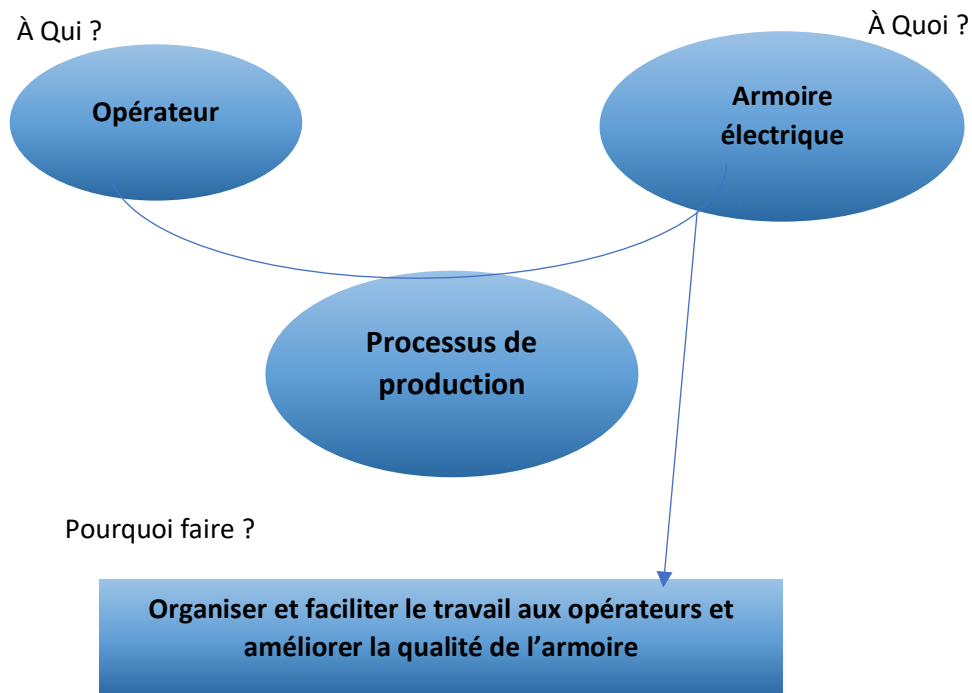 À Qui ?
À Quoi ?
Opérateur
Armoire
électrique
Processus de
production
Pourquoi faire ?
Organiser et faciliter le travail aux opérateurs et
améliorer la qualité de l’armoire